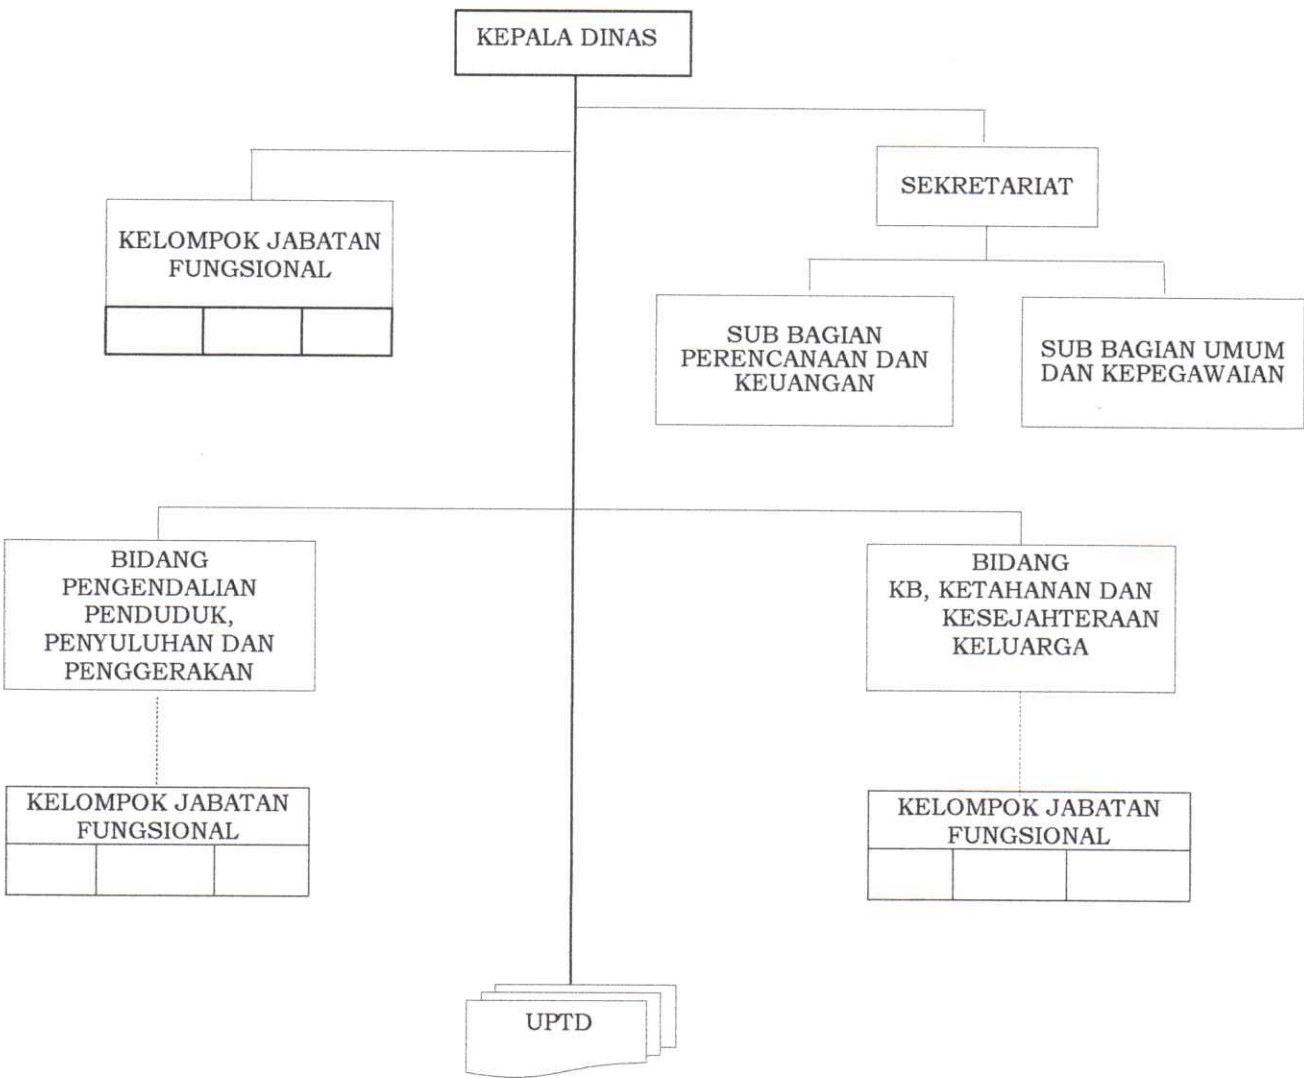 KEPALA DINAS
SEKRETARIAT
KELOMPOK JABATAN
FUNGSIONAL
SUB BAGIAN
PERENCANAAN DAN
KEUANGAN
SUB BAGIAN UMUM
DAN KEPEGAWAIAN
BIDANG
PENGENDALIAN
PENDUDUK,
PENYULUHAN DAN
PENGGERAKAN
BIDANG
KB, KETAHANAN DAN
KESEJAHTERAAN
KELUARGA
KELOMPOK JABATAN
FUNGSIONAL
KELOMPOK JABATAN
FUNGSIONAL
UPTD